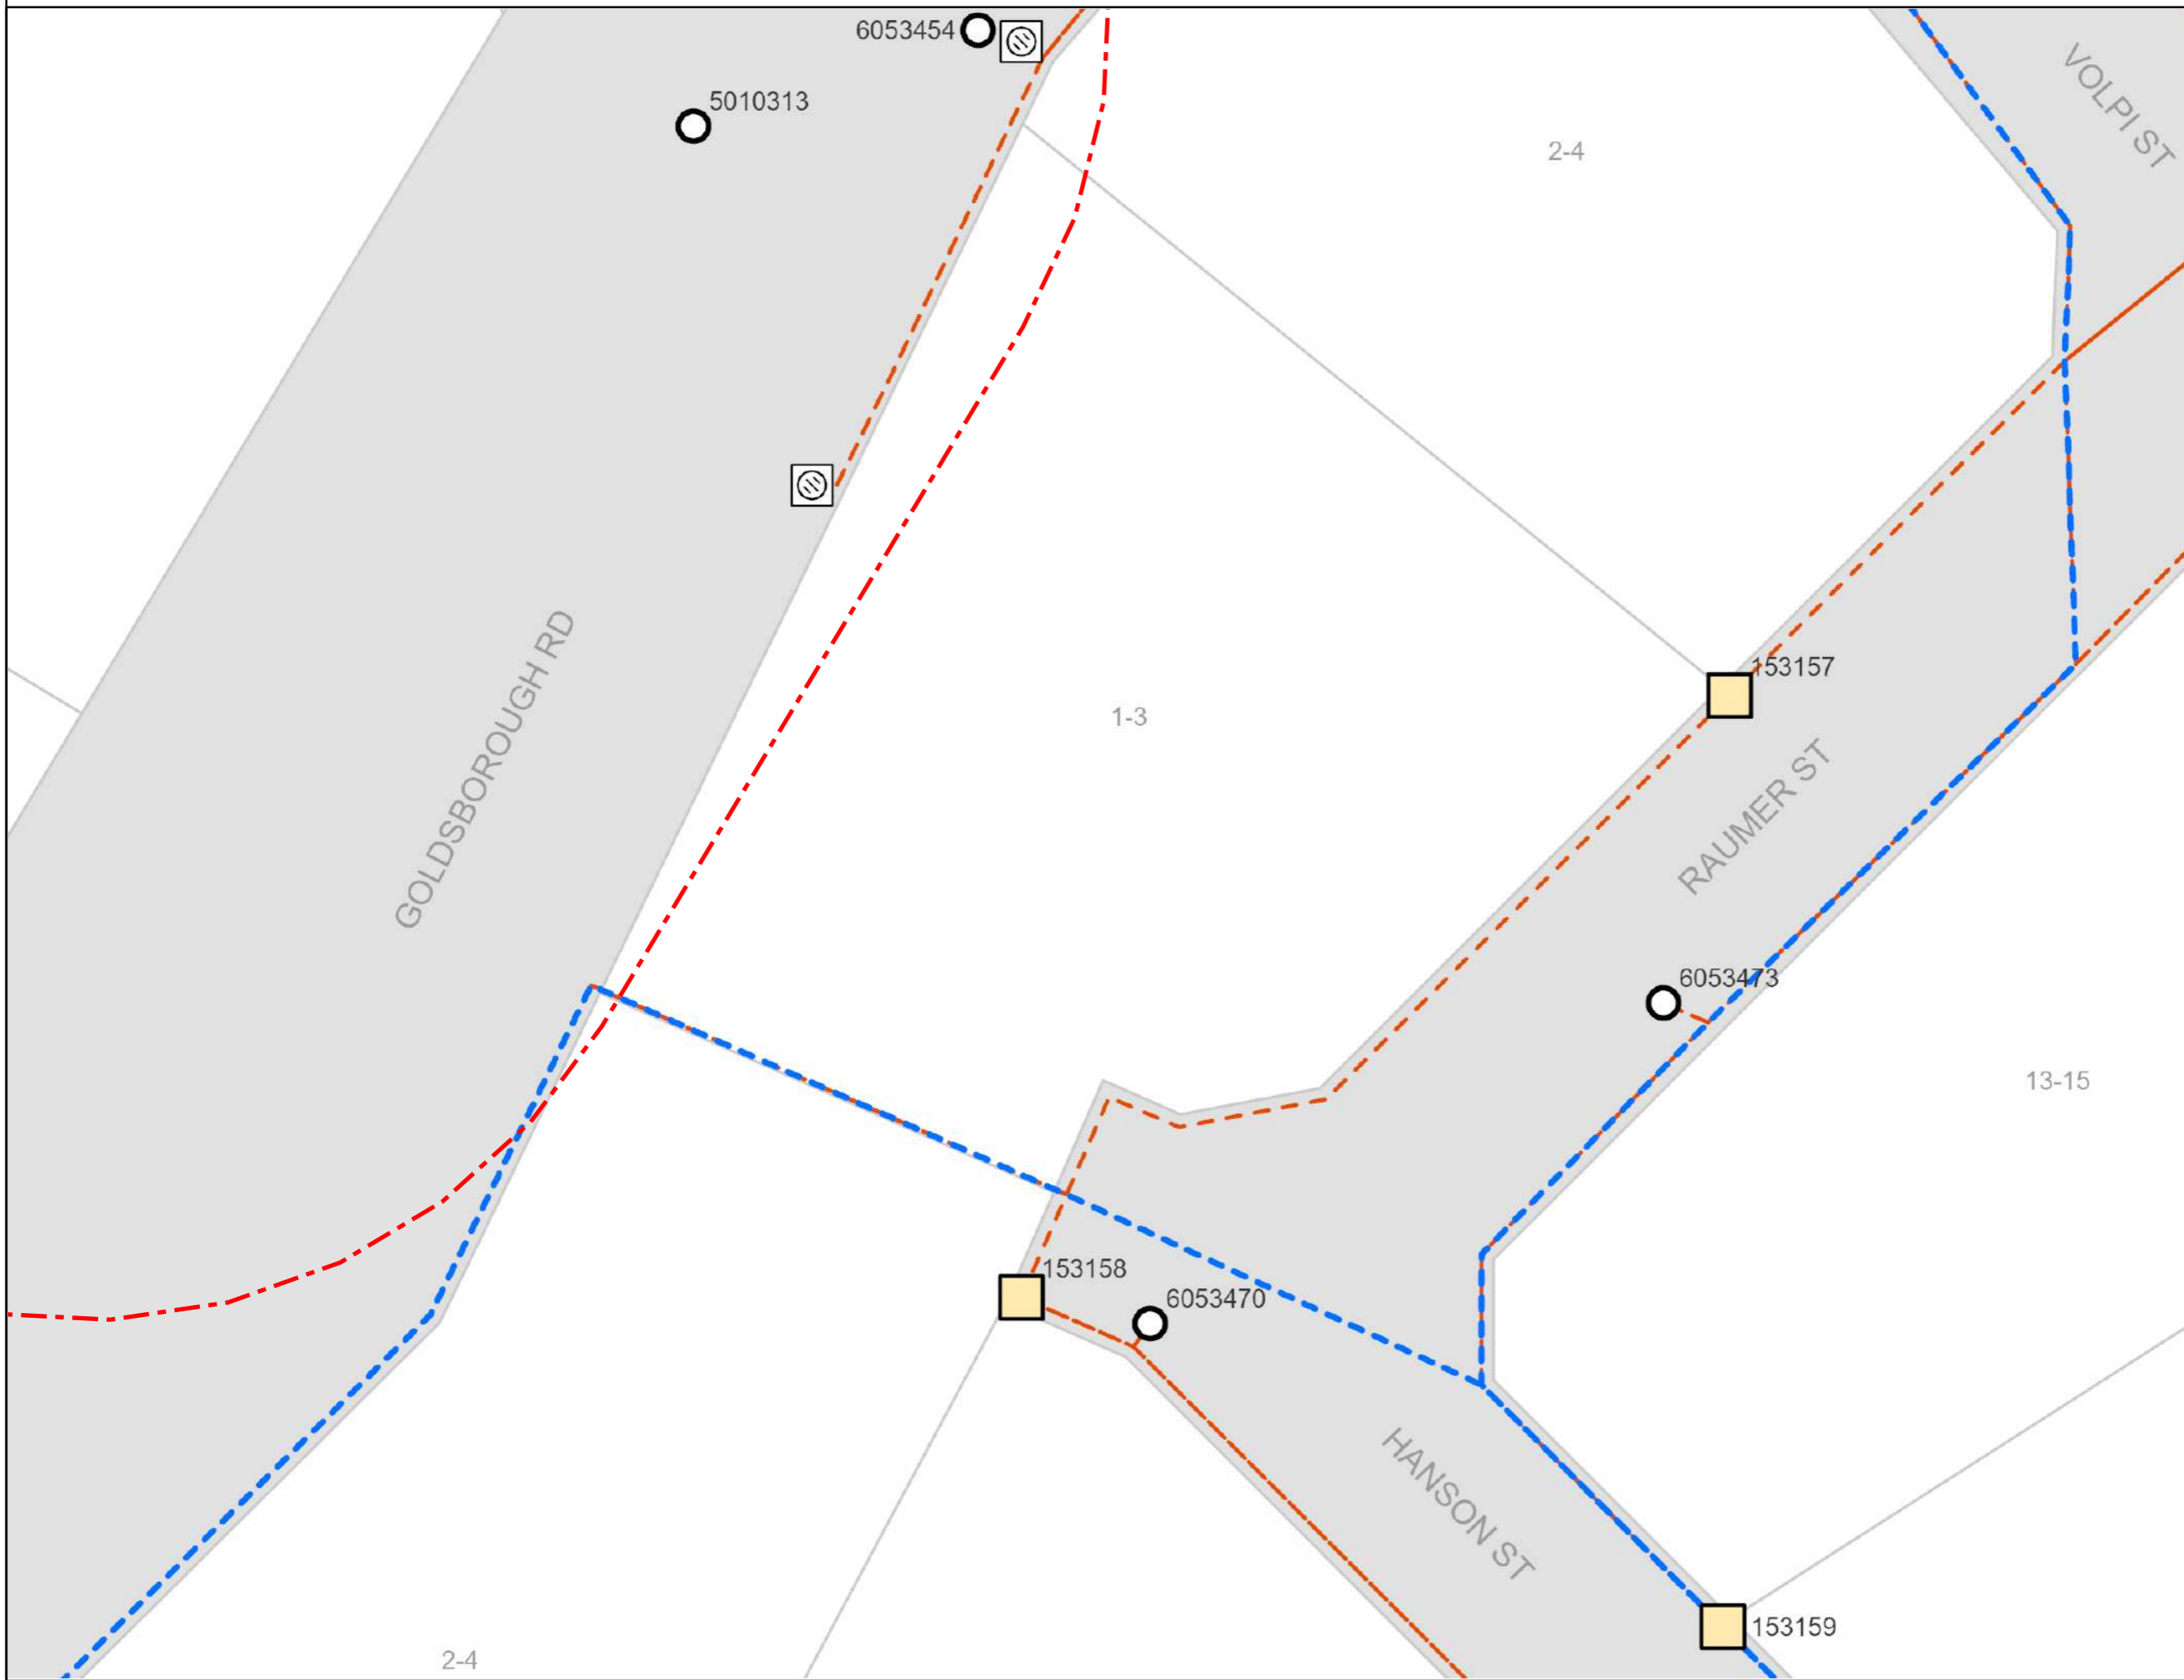 6053454
5010313
VOLPI ST
2-4
GOLDSBOROUGH RD
153157
1-3
RAUMER ST
6053473
13-15
153158
6053470
HANSON ST
153159
2-4